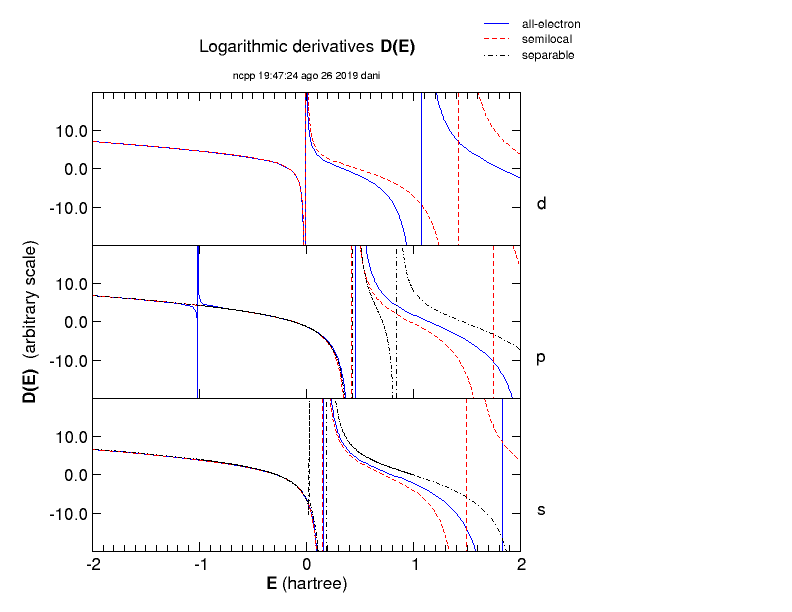 all-electron
semilocal
separable
Logarithmic derivatives D(E)
ncpp 19:47:24 ago 26 2019 dani
10.0
0.0
-10.0
d
10.0
0.0
-10.0
p
10.0
0.0
-10.0
s
D(E) (arbitrary scale)
-2 -1 0 1 2
E (hartree)